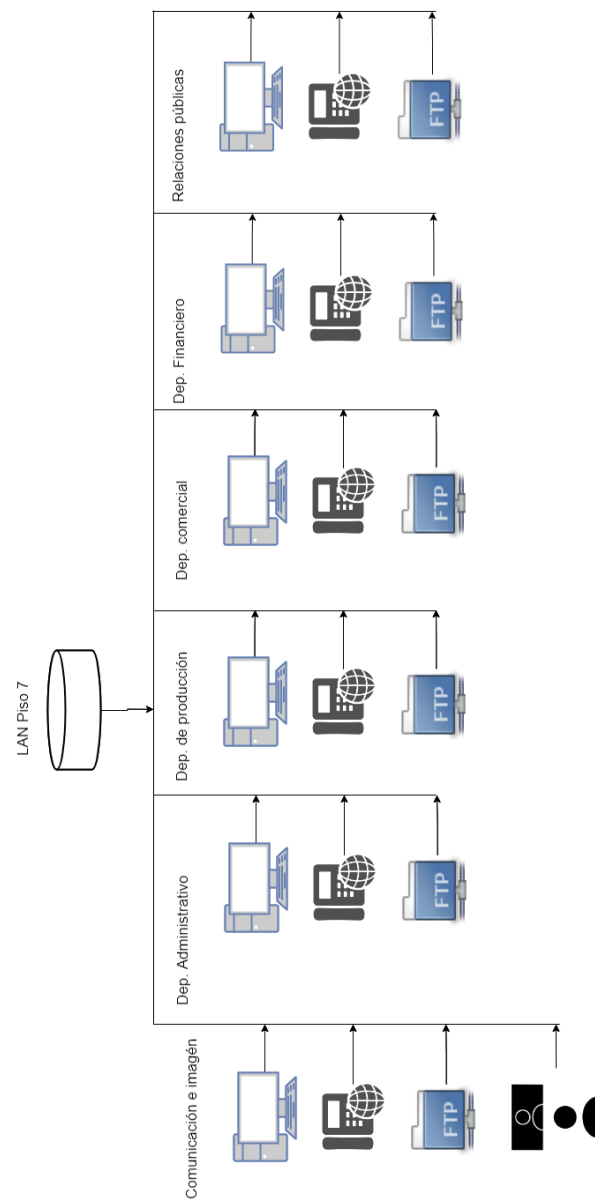 LAN Piso 7
Comunicación e imagén
Dep. Administrativo
Dep. de producción
Dep. comercial
Dep. Financiero
Relaciones públicas
FTP
FTP
FTP
FTP
FTP
FTP